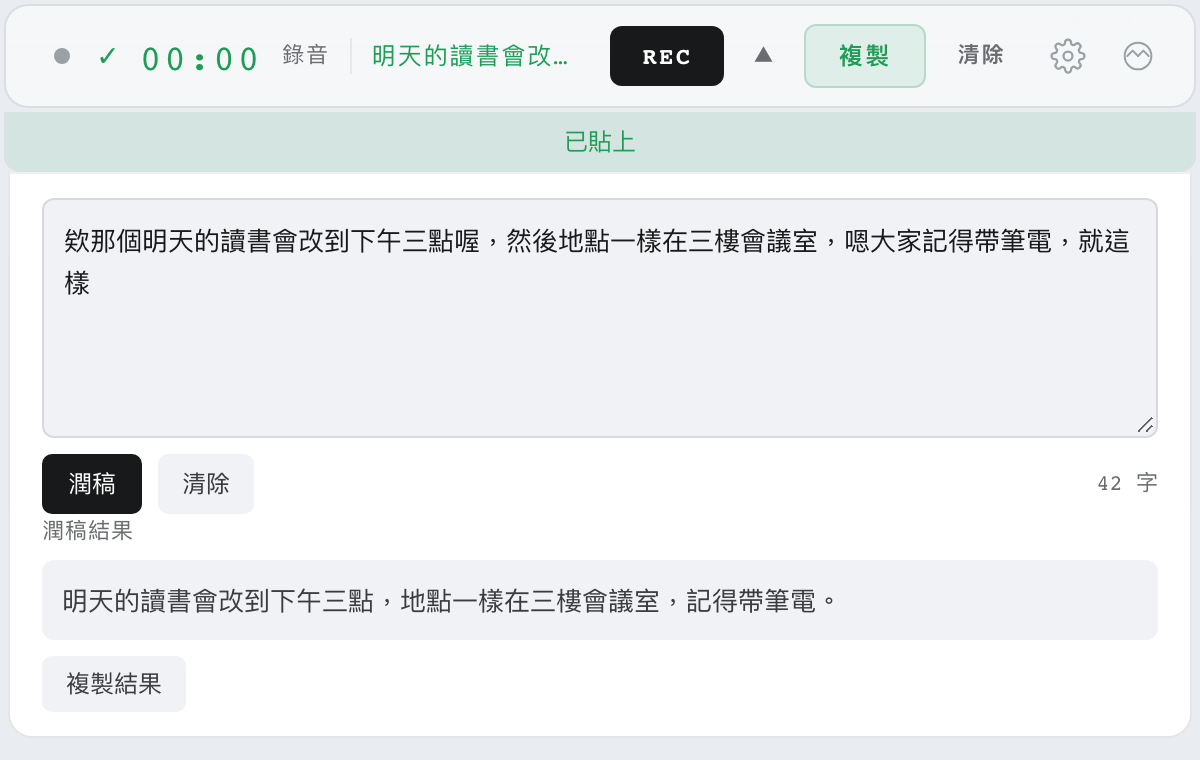 ✓ 00:00 錄音 明天的讀書會改… REC ▲ 複製 清除
已貼上
欸那個明天的讀書會改到下午三點喔，然後地點一樣在三樓會議室，嗯大家記得帶筆電，就這
樣
潤稿 清除 42 字
潤稿結果
明天的讀書會改到下午三點，地點一樣在三樓會議室，記得帶筆電。
複製結果